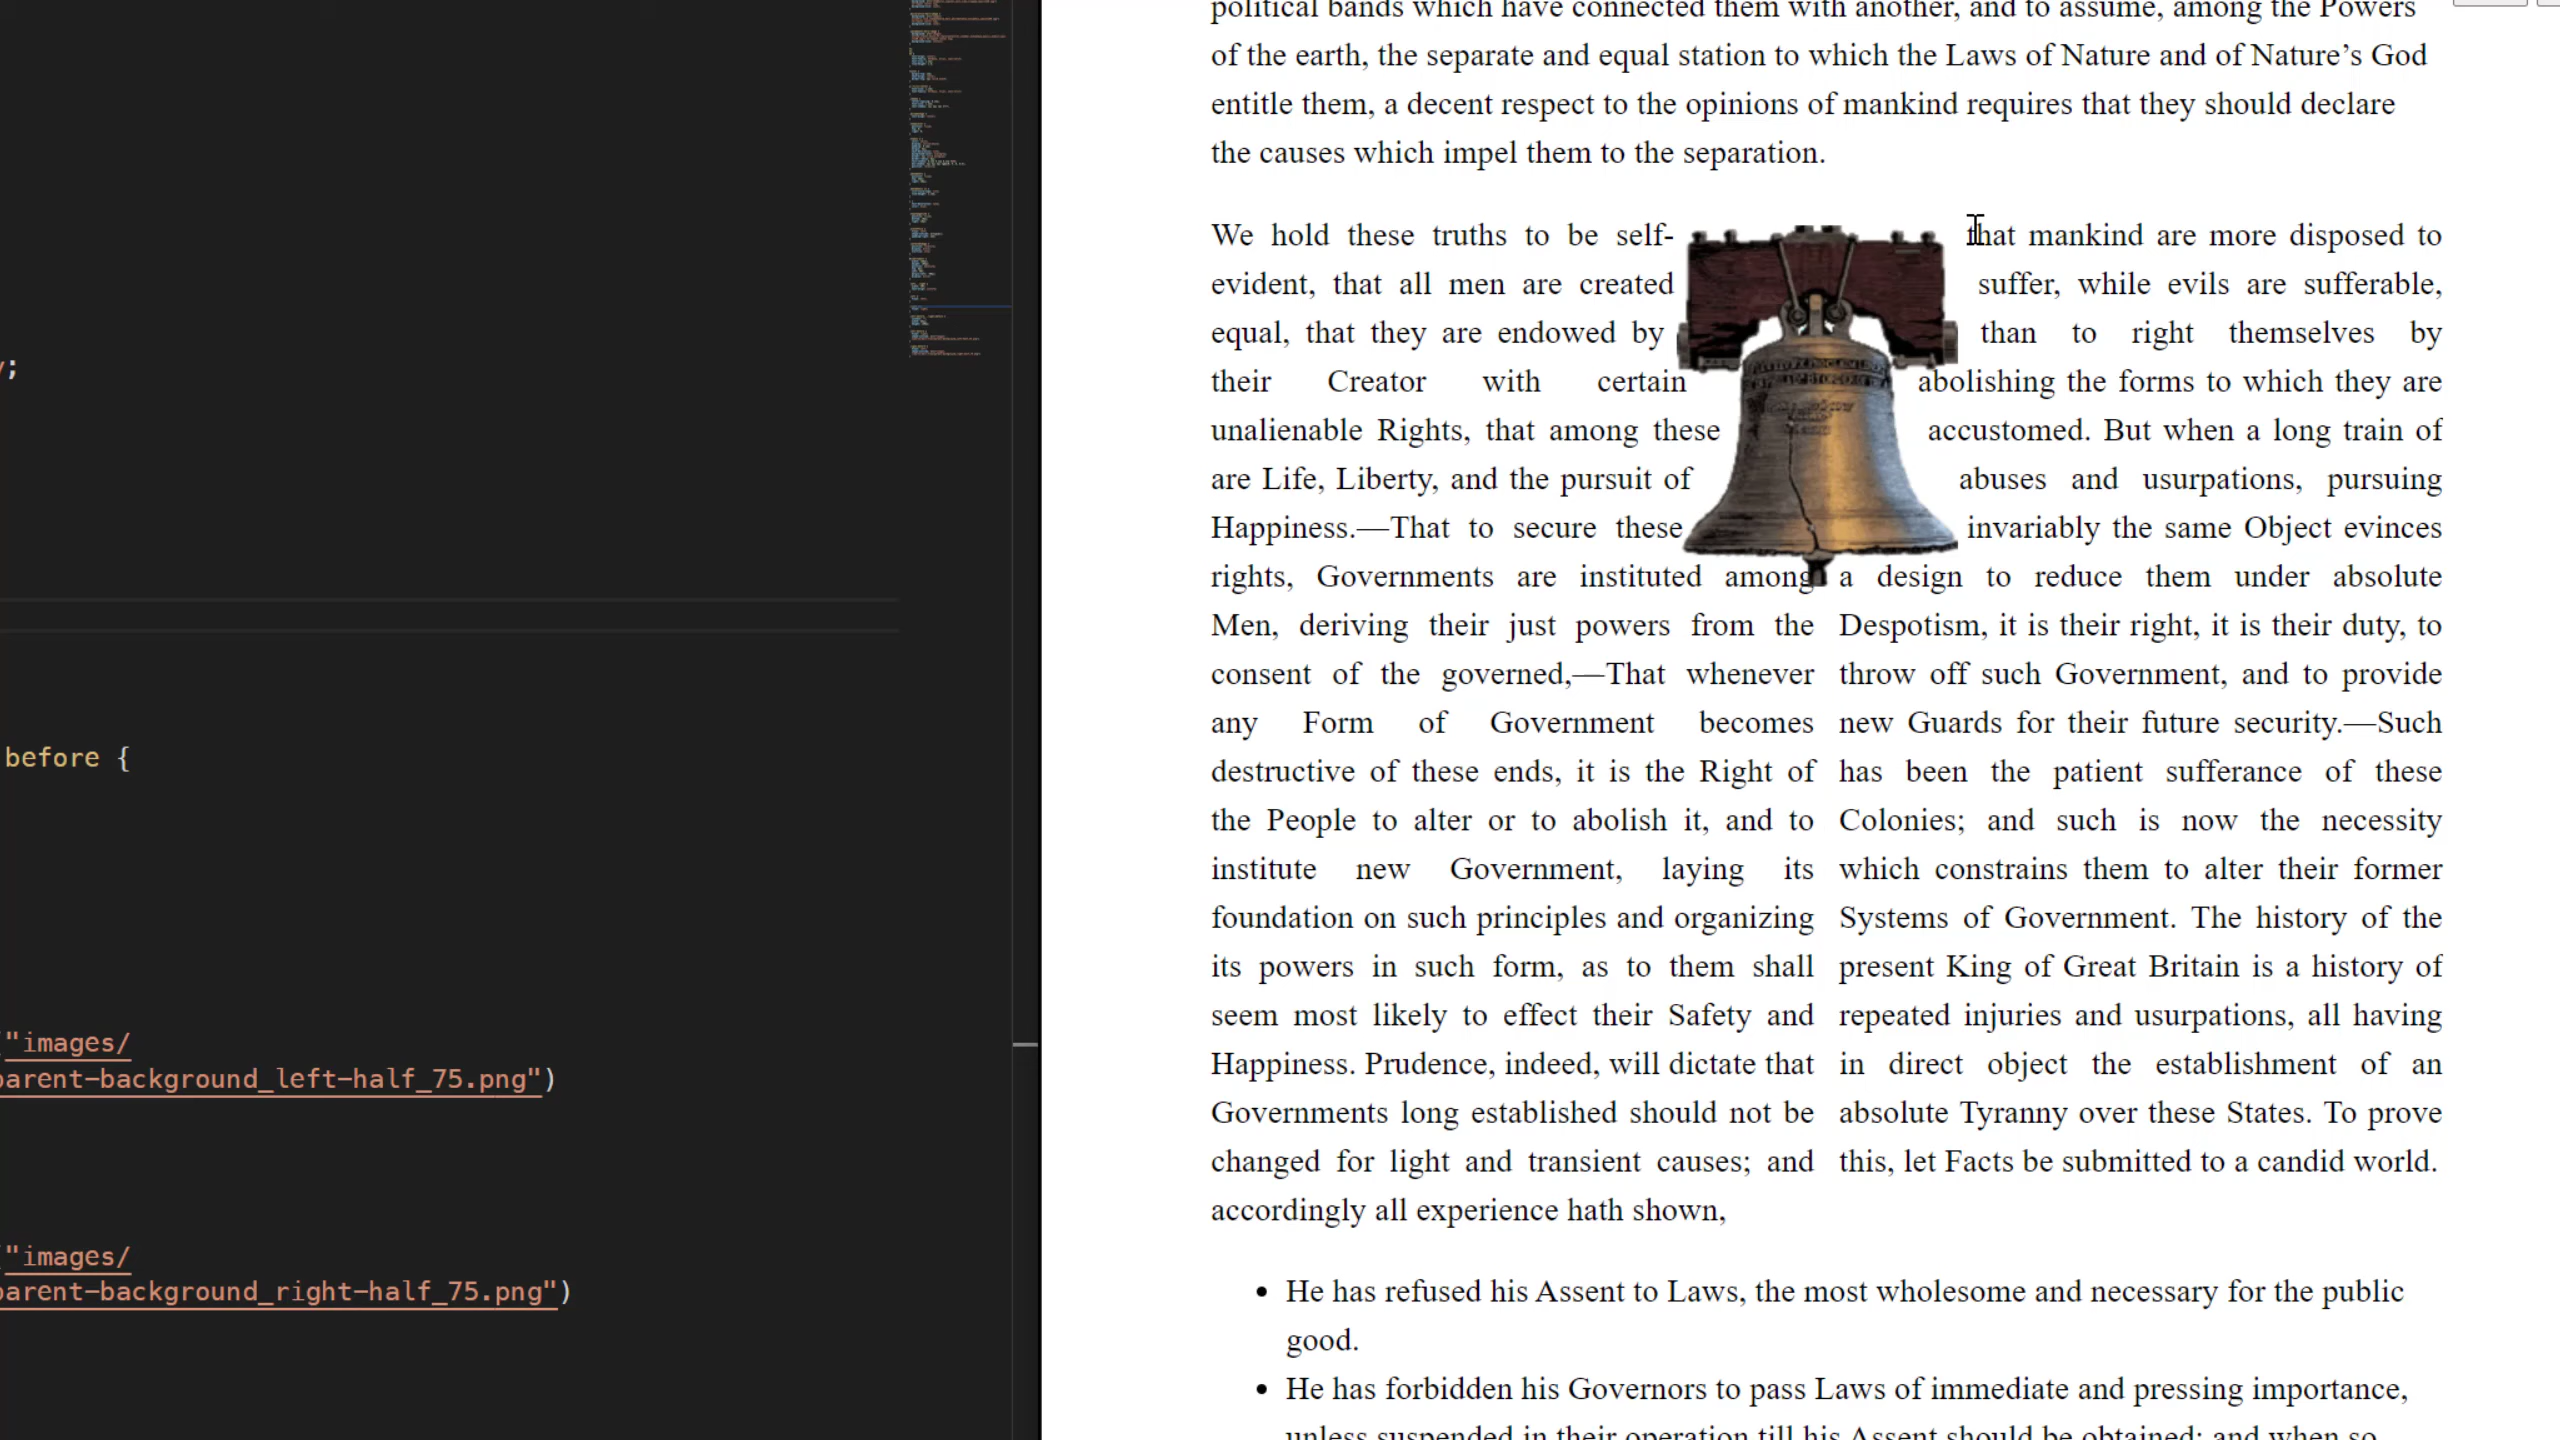 y;
before {
"images/
parent-background_left-half_75.png")
"images/
parent-background_right-half_75.png")
political bands which have connected them with another, and to assume, among the Powers
of the earth, the separate and equal station to which the Laws of Nature and of Nature’s God
entitle them, a decent respect to the opinions of mankind requires that they should declare
the causes which impel them to the separation.
We hold these truths to be self-
evident, that all men are created
equal, that they are endowed by
their Creator with certain
unalienable Rights, that among these
are Life, Liberty, and the pursuit of
Happiness.—That to secure these
rights, Governments are instituted among
Men, deriving their just powers from the
consent of the governed,—That whenever
any Form of Government becomes
destructive of these ends, it is the Right of
the People to alter or to abolish it, and to
institute new Government, laying its
foundation on such principles and organizing
its powers in such form, as to them shall
seem most likely to effect their Safety and
Happiness. Prudence, indeed, will dictate that
Governments long established should not be
changed for light and transient causes; and
accordingly all experience hath shown,
that mankind are more disposed to
suffer, while evils are sufferable,
than to right themselves by
abolishing the forms to which they are
accustomed. But when a long train of
abuses and usurpations, pursuing
invariably the same Object evinces
a design to reduce them under absolute
Despotism, it is their right, it is their duty, to
throw off such Government, and to provide
new Guards for their future security.—Such
has been the patient sufferance of these
Colonies; and such is now the necessity
which constrains them to alter their former
Systems of Government. The history of the
present King of Great Britain is a history of
repeated injuries and usurpations, all having
in direct object the establishment of an
absolute Tyranny over these States. To prove
this, let Facts be submitted to a candid world.
• He has refused his Assent to Laws, the most wholesome and necessary for the public
good.
• He has forbidden his Governors to pass Laws of immediate and pressing importance,
unless suspended in their operation till his Assent should be obtained; and when so